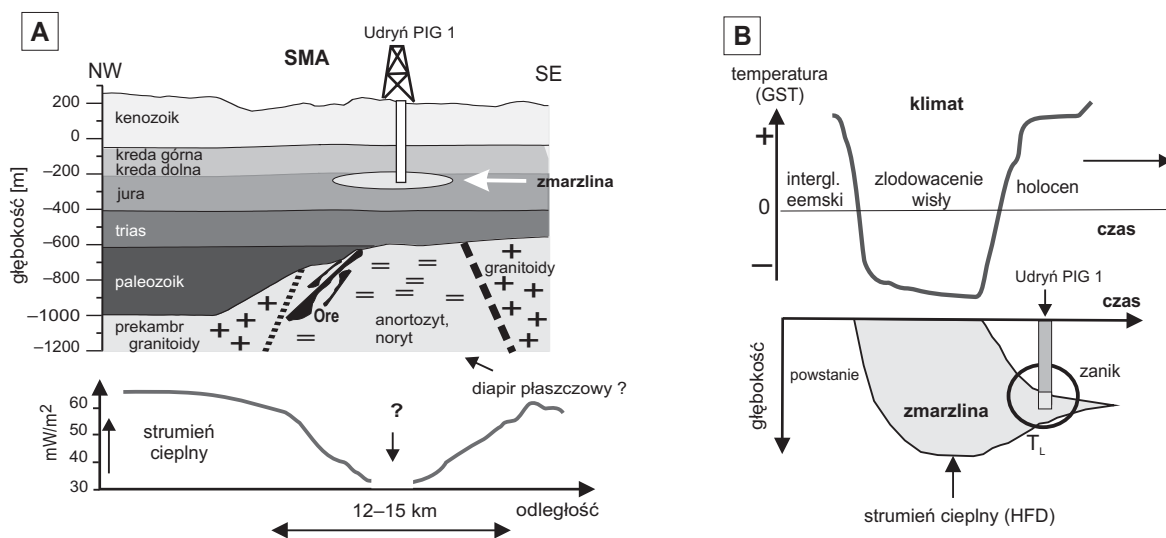 A
Udryń PIG 1
NW
SMA
SE
głębokość [m]
200
0
–200
–400
–600
–800
–1000
–1200
kenozoik
kreda górna
kreda dolna
jura
zmarzlina
trias
paleozoik
granitoidy
Ore
anortozyt,
noryt
prekambr
granitoidy
diapir płaszczowy ?
mW/m²
60
50
40
30
strumień
cieplny
?
12–15 km
odległość
B
temperatura
(GST)
klimat
+
0
–
intergl.
eemski
zlodowacenie
wisły
holocen
czas
Udryń PIG 1
czas
głębokość
powstanie
zmarzlina
zanik
T_L
strumień cieplny (HFD)